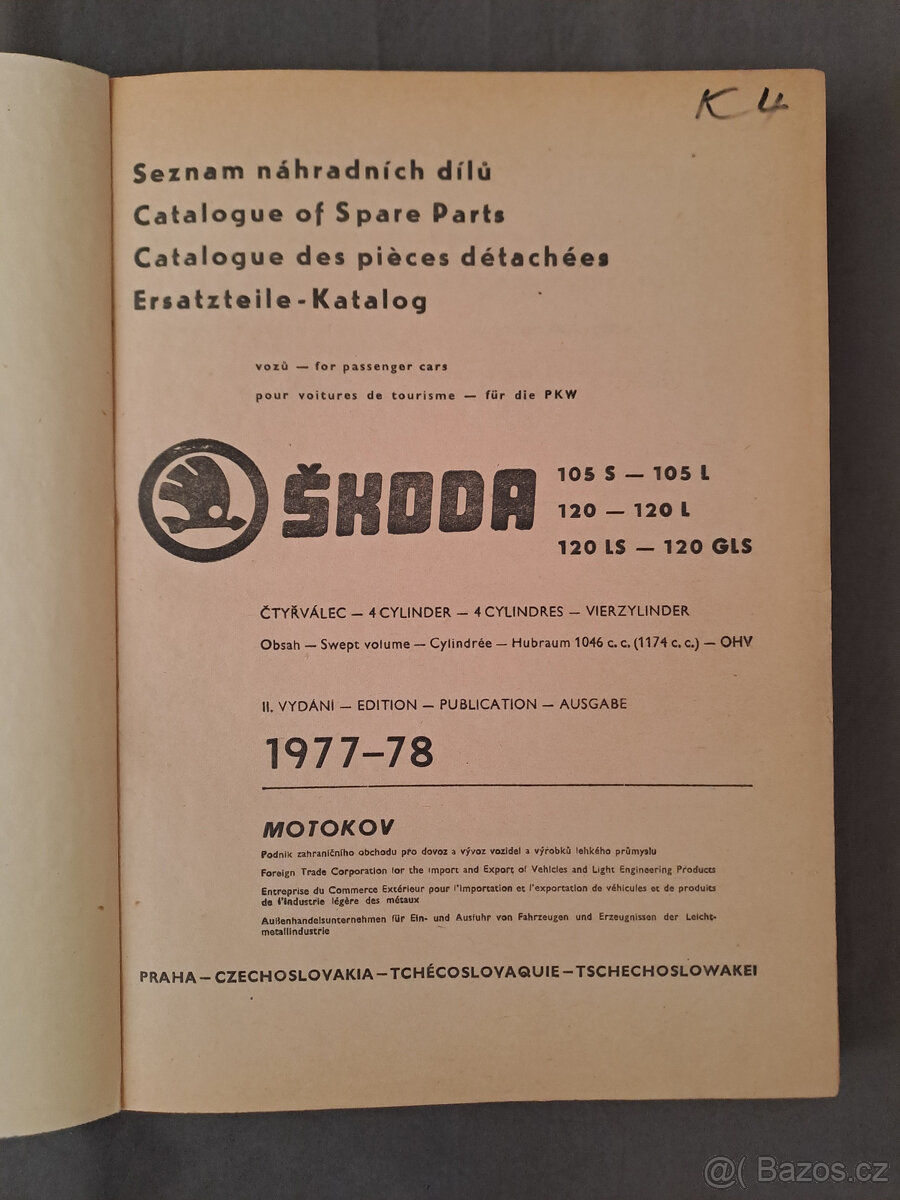 K 4
Seznam náhradních dílů
Catalogue of Spare Parts
Catalogue des pièces détachées
Ersatzteile-Katalog
vozů — for passenger cars
pour voitures de tourisme — für die PKW
ŠKODA
105 S — 105 L
120 — 120 L
120 LS — 120 GLS
ČTYŘVÁLEC — 4 CYLINDER — 4 CYLINDRES — VIERZYLINDER
Obsah — Swept volume — Cylindrée — Hubraum 1046 c. c. (1174 c. c.) — OHV
II. VYDÁNÍ — EDITION — PUBLICATION — AUSGABE
1977–78
MOTOKOV
Podnik zahraničního obchodu pro dovoz a vývoz vozidel a výrobků lehkého průmyslu
Foreign Trade Corporation for the Import and Export of Vehicles and Light Engineering Products
Entreprise du Commerce Extérieur pour l'importation et l'exportation de véhicules et de produits
de l'industrie légère des métaux
Außenhandelsunternehmen für Ein- und Ausfuhr von Fahrzeugen und Erzeugnissen der Leicht-
metallindustrie
PRAHA — CZECHOSLOVAKIA — TCHÉCOSLOVAQUIE — TSCHECHOSLOWAKEI
@( Bazos.cz